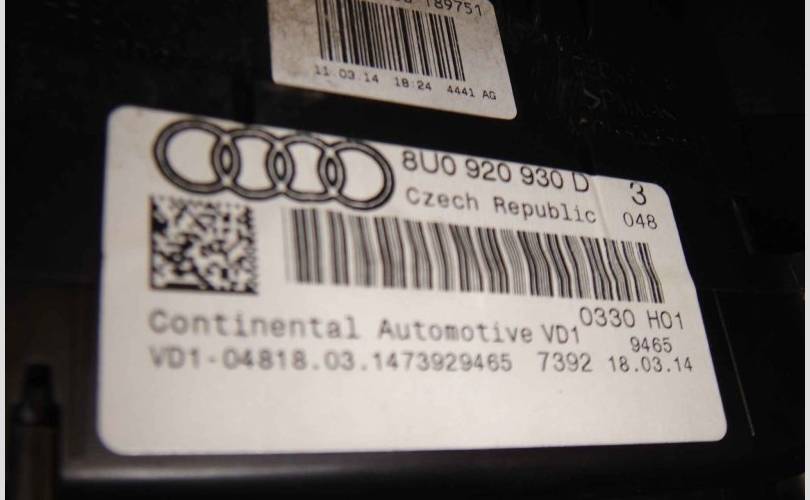 189751
11.03.14 18:24 4441 AG
8U0 920 930 D 3
Czech Republic 048
0330 H01
Continental Automotive VD1 9465
VD1-04818.03.1473929465 7392 18.03.14